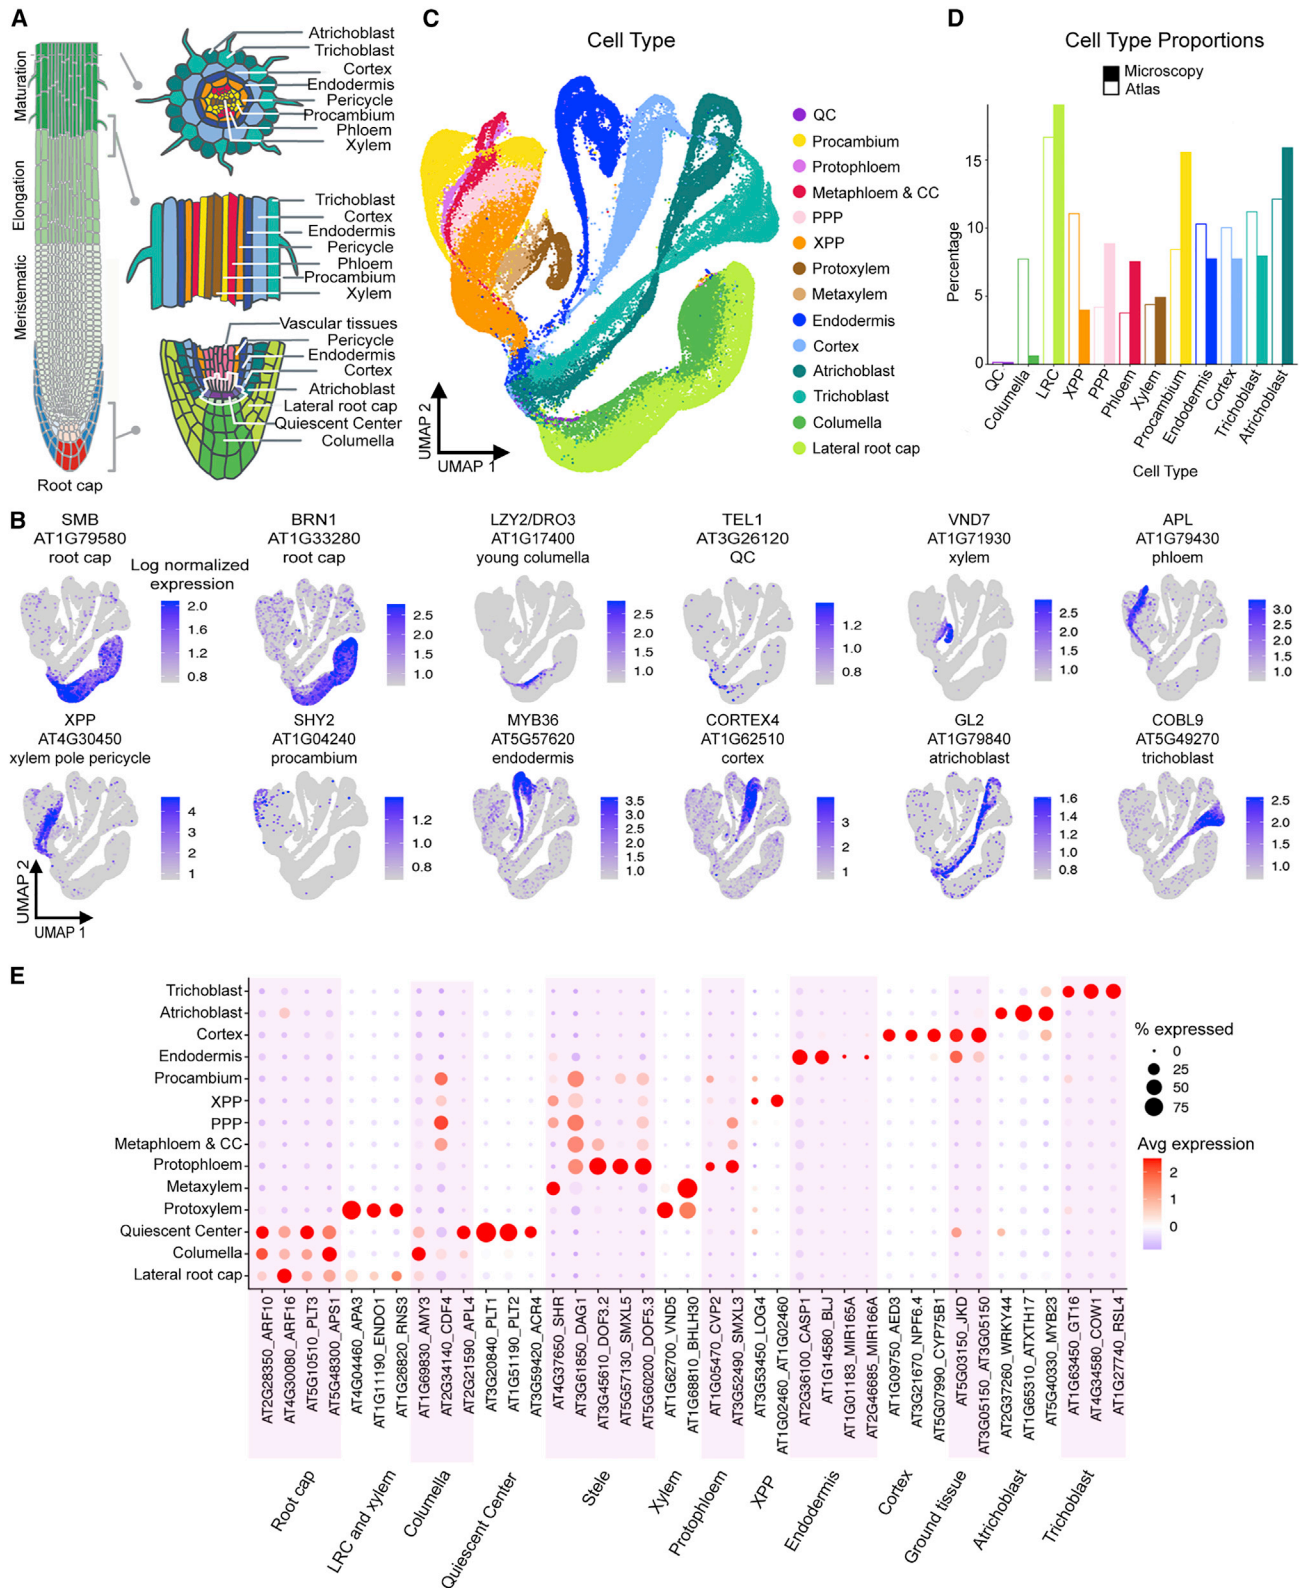 A
Maturation
Elongation
Meristematic
Root cap
Atrichoblast
Trichoblast
Cortex
Endodermis
Pericycle
Procambium
Phloem
Xylem
Trichoblast
Cortex
Endodermis
Pericycle
Phloem
Procambium
Xylem
Vascular tissues
Pericycle
Endodermis
Cortex
Atrichoblast
Lateral root cap
Quiescent Center
Columella
C
Cell Type
UMAP 2
UMAP 1
QC
Procambium
Protophloem
Metaphloem & CC
PPP
XPP
Protoxylem
Metaxylem
Endodermis
Cortex
Atrichoblast
Trichoblast
Columella
Lateral root cap
D
Cell Type Proportions
Microscopy
Atlas
Percentage
15
10
5
0
QC
Columella
LRC
XPP
PPP
Phloem
Xylem
Procambium
Endodermis
Cortex
Trichoblast
Atrichoblast
Cell Type
B
SMB
AT1G79580
root cap
Log normalized
expression
2.0
1.6
1.2
0.8
BRN1
AT1G33280
root cap
2.5
2.0
1.5
1.0
LZY2/DRO3
AT1G17400
young columella
2.5
2.0
1.5
1.0
TEL1
AT3G26120
QC
1.2
1.0
0.8
VND7
AT1G71930
xylem
2.5
2.0
1.5
1.0
APL
AT1G79430
phloem
3.0
2.5
2.0
1.5
1.0
XPP
AT4G30450
xylem pole pericycle
4
3
2
1
UMAP 2
UMAP 1
SHY2
AT1G04240
procambium
1.2
1.0
0.8
MYB36
AT5G57620
endodermis
3.5
3.0
2.5
2.0
1.5
1.0
CORTEX4
AT1G62510
cortex
3
2
1
GL2
AT1G79840
atrichoblast
1.6
1.4
1.2
1.0
0.8
COBL9
AT5G49270
trichoblast
2.5
2.0
1.5
1.0
E
Trichoblast
Atrichoblast
Cortex
Endodermis
Procambium
XPP
PPP
Metaphloem & CC
Protophloem
Metaxylem
Protoxylem
Quiescent Center
Columella
Lateral root cap
% expressed
0
25
50
75
Avg expression
2
1
0
AT2G28350_ARF10
AT4G30080_ARF16
AT5G10510_PLT3
AT5G48300_APS1
AT4G04460_APA3
AT1G11190_ENDO1
AT1G26820_RNS3
AT1G69830_AMY3
AT2G34140_CDF4
AT2G21590_APL4
AT3G20840_PLT1
AT1G51190_PLT2
AT3G59420_ACR4
AT4G37650_SHR
AT3G61850_DAG1
AT3G45610_DOF3.2
AT5G57130_SMXL5
AT5G60200_DOF5.3
AT1G62700_VND5
AT1G68810_BHLH30
AT1G05470_CVP2
AT3G52490_SMXL3
AT3G53450_LOG4
AT1G02460_AT1G02460
AT2G36100_CASP1
AT1G14580_BLJ
AT1G01183_MIR165A
AT2G46685_MIR166A
AT1G09750_AED3
AT3G21670_NPF6.4
AT5G07990_CYP75B1
AT5G03150_JKD
AT3G05150_AT3G05150
AT2G37260_WRKY44
AT1G65310_ATXTH17
AT5G40330_MYB23
AT1G63450_GT16
AT4G34580_COW1
AT1G27740_RSL4
Root cap
LRC and xylem
Columella
Quiescent Center
Stele
Xylem
Protophloem
XPP
Endodermis
Cortex
Ground tissue
Atrichoblast
Trichoblast